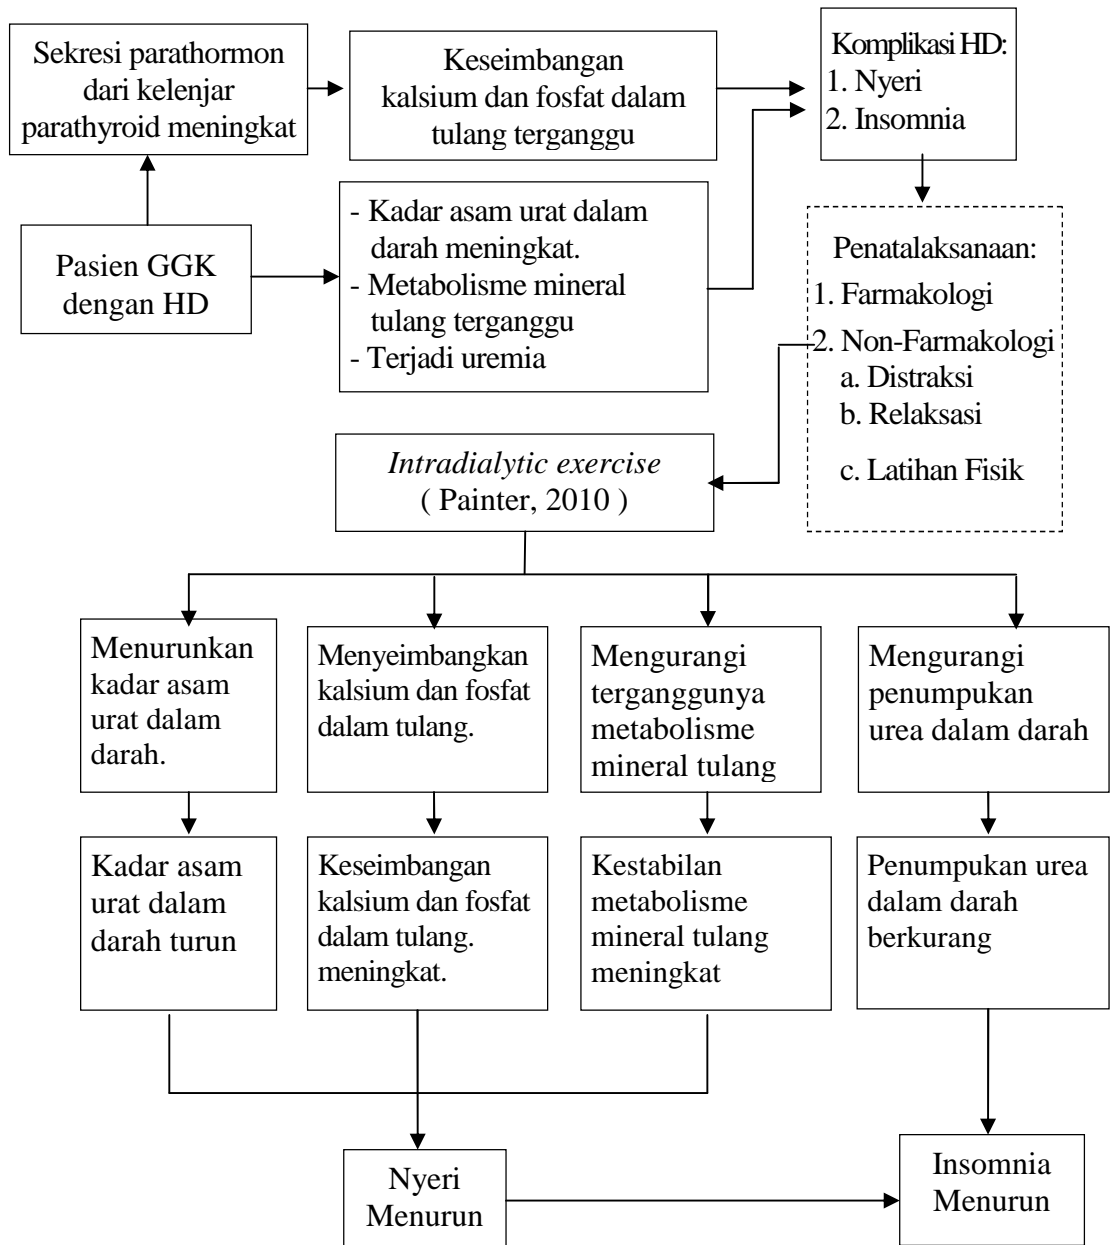 Sekresi parathormon
dari kelenjar
parathyroid meningkat
Keseimbangan
kalsium dan fosfat dalam
tulang terganggu
Komplikasi HD:
1. Nyeri
2. Insomnia
Pasien GGK
dengan HD
- Kadar asam urat dalam
darah meningkat.
- Metabolisme mineral
tulang terganggu
- Terjadi uremia
Penatalaksanaan:
1. Farmakologi
2. Non-Farmakologi
a. Distraksi
b. Relaksasi
c. Latihan Fisik
Intradialytic exercise
( Painter, 2010 )
Menurunkan
kadar asam
urat dalam
darah.
Menyeimbangkan
kalsium dan fosfat
dalam tulang.
Mengurangi
terganggunya
metabolisme
mineral tulang
Mengurangi
penumpukan
urea dalam darah
Kadar asam
urat dalam
darah turun
Keseimbangan
kalsium dan fosfat
dalam tulang.
meningkat.
Kestabilan
metabolisme
mineral tulang
meningkat
Penumpukan urea
dalam darah
berkurang
Nyeri
Menurun
Insomnia
Menurun